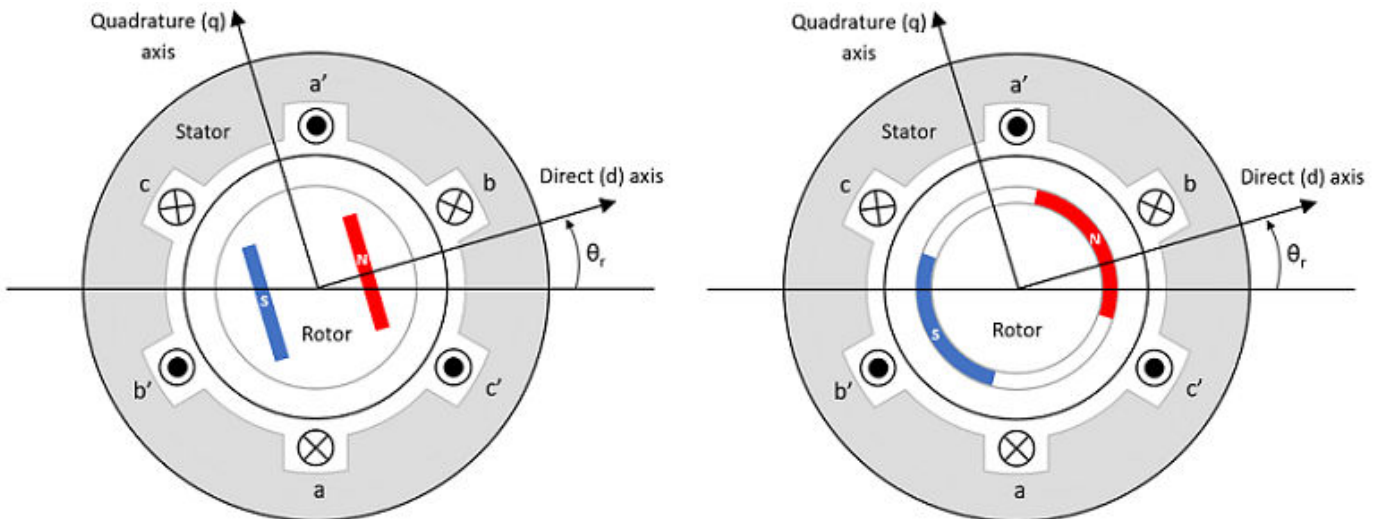 Quadrature (q)
axis
a’
Stator
c
b
Direct (d) axis
θr
N
S
Rotor
b’
c’
a
Quadrature (q)
axis
a’
Stator
c
b
Direct (d) axis
θr
N
S
Rotor
b’
c’
a